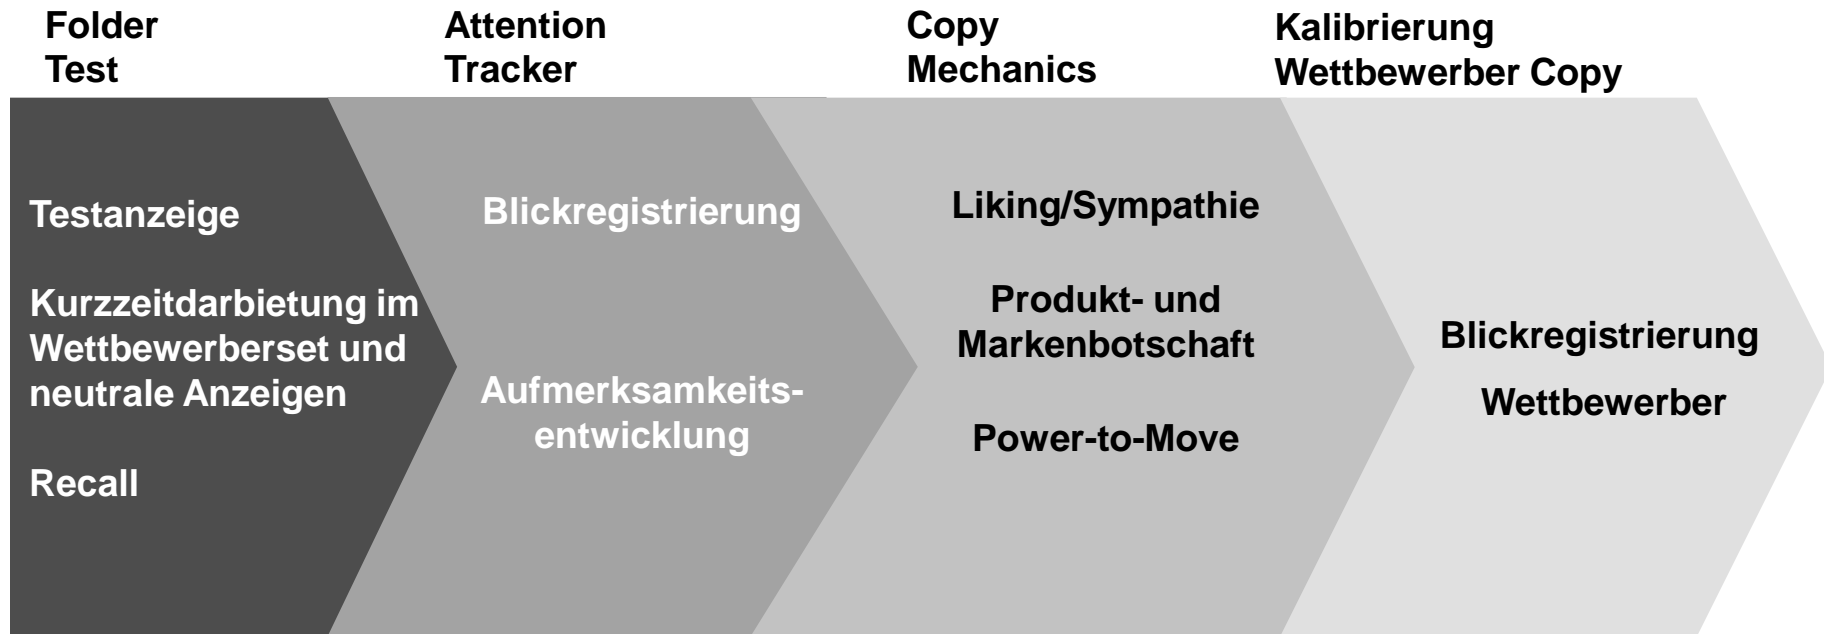 Folder
Test
Attention
Tracker
Copy
Mechanics
Kalibrierung
Wettbewerber Copy
Testanzeige
Kurzzeitdarbietung im
Wettbewerberset und
neutrale Anzeigen
Recall
Blickregistrierung
Aufmerksamkeits-
entwicklung
Liking/Sympathie
Produkt- und
Markenbotschaft
Power-to-Move
Blickregistrierung
Wettbewerber